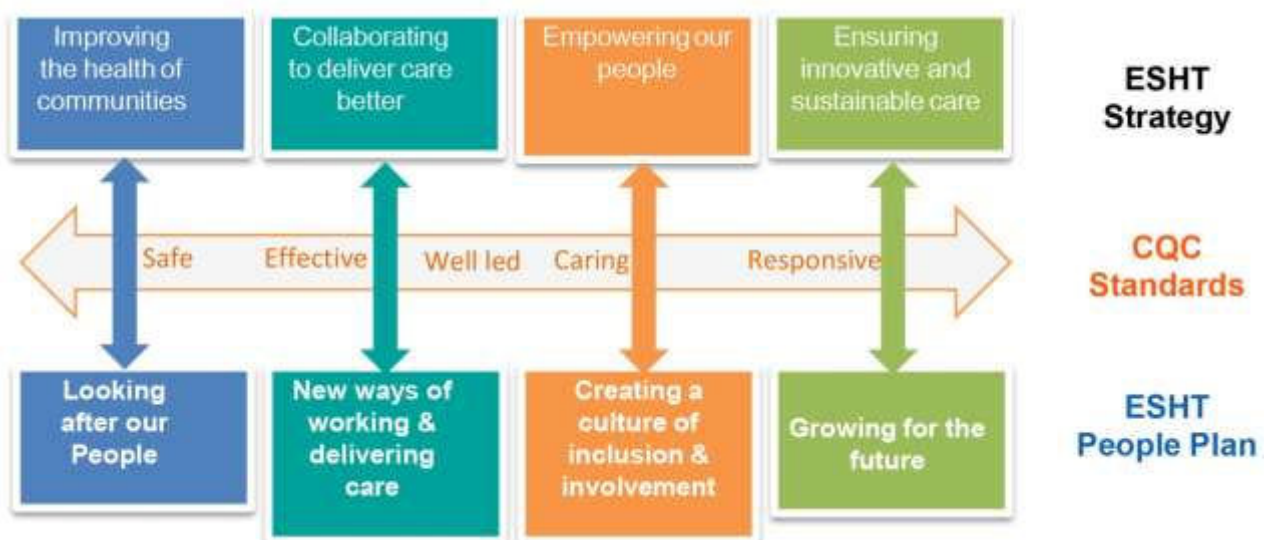 Improving
the health of
communities
Collaborating
to deliver care
better
Empowering our
people
Ensuring
innovative and
sustainable care
ESHT
Strategy
Safe Effective Well led Caring Responsive
CQC
Standards
Looking
after our
People
New ways of
working &
delivering
care
Creating a
culture of
inclusion &
involvement
Growing for the
future
ESHT
People Plan